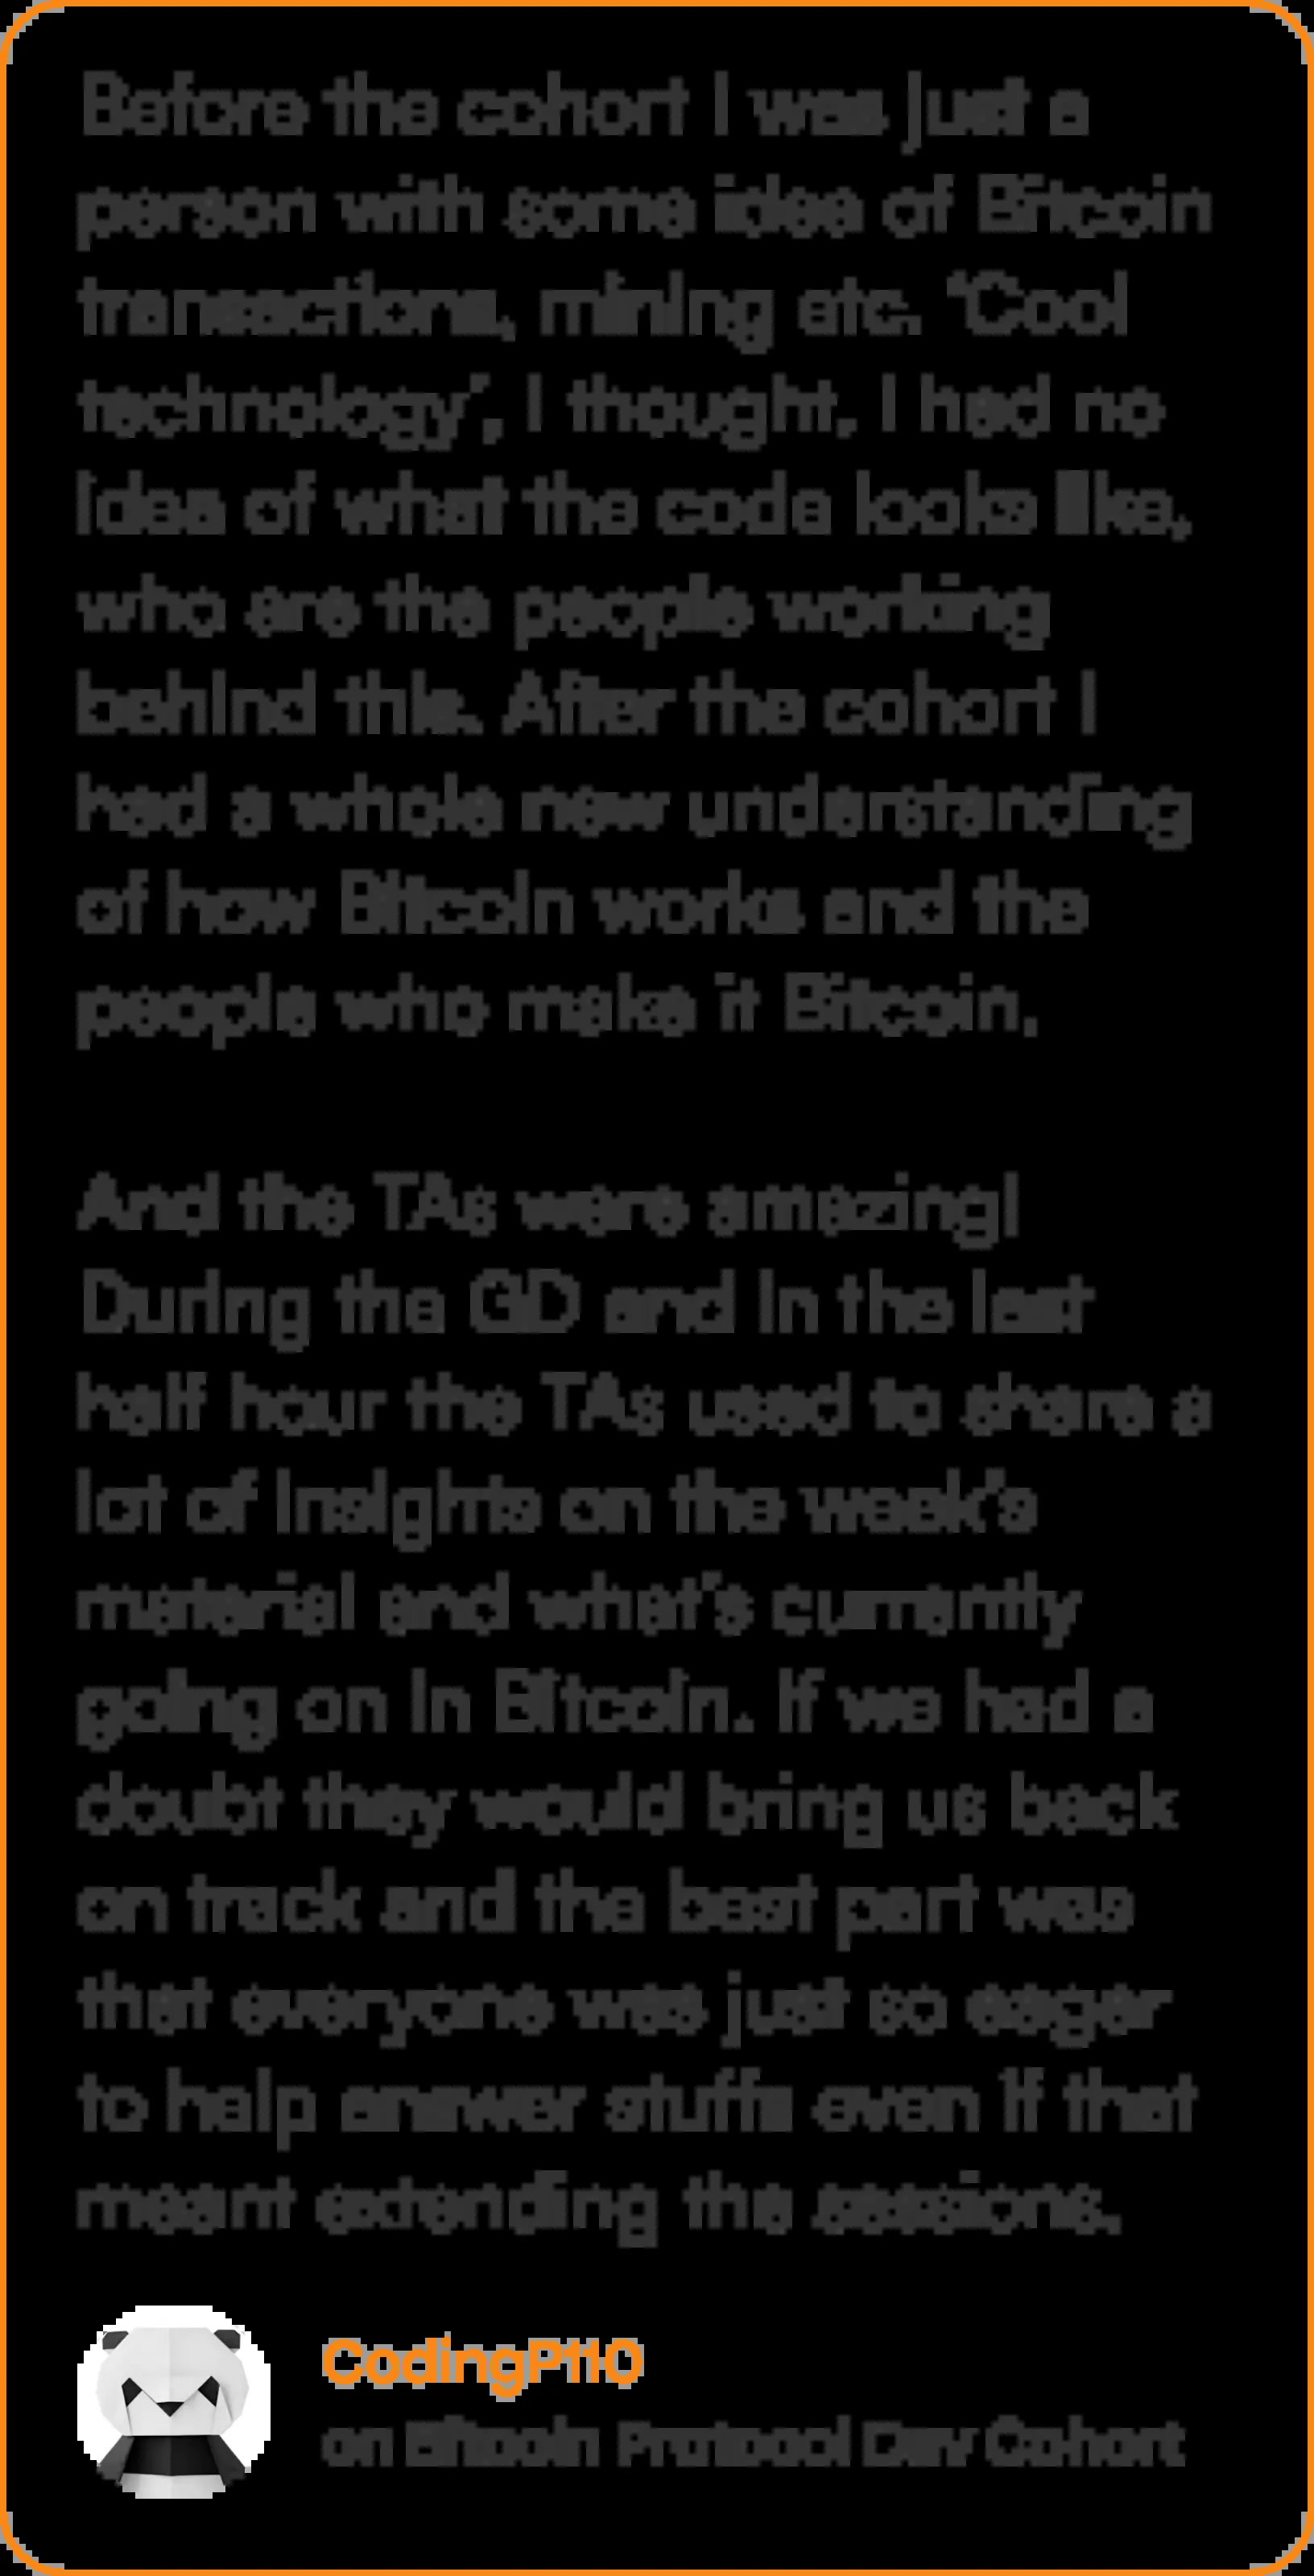 Before the cohort I was just a
person with some idea of Bitcoin
transactions, mining etc. 'Cool
technology', I thought, I had no
idea of what the code looks like,
who are the people working
behind this. After the cohort I
had a whole new understanding
of how Bitcoin works and the
people who make it Bitcoin.
And the TAs were amazing!
During the GD and in the last
half hour the TAs used to share a
lot of insights on the week's
material and what's currently
going on in Bitcoin. If we had a
doubt they would bring us back
on track and the best part was
that everyone was just so eager
to help answer stuffs even if that
meant extending the sessions.
CodingP110
on Bitcoin Protocol Dev Cohort